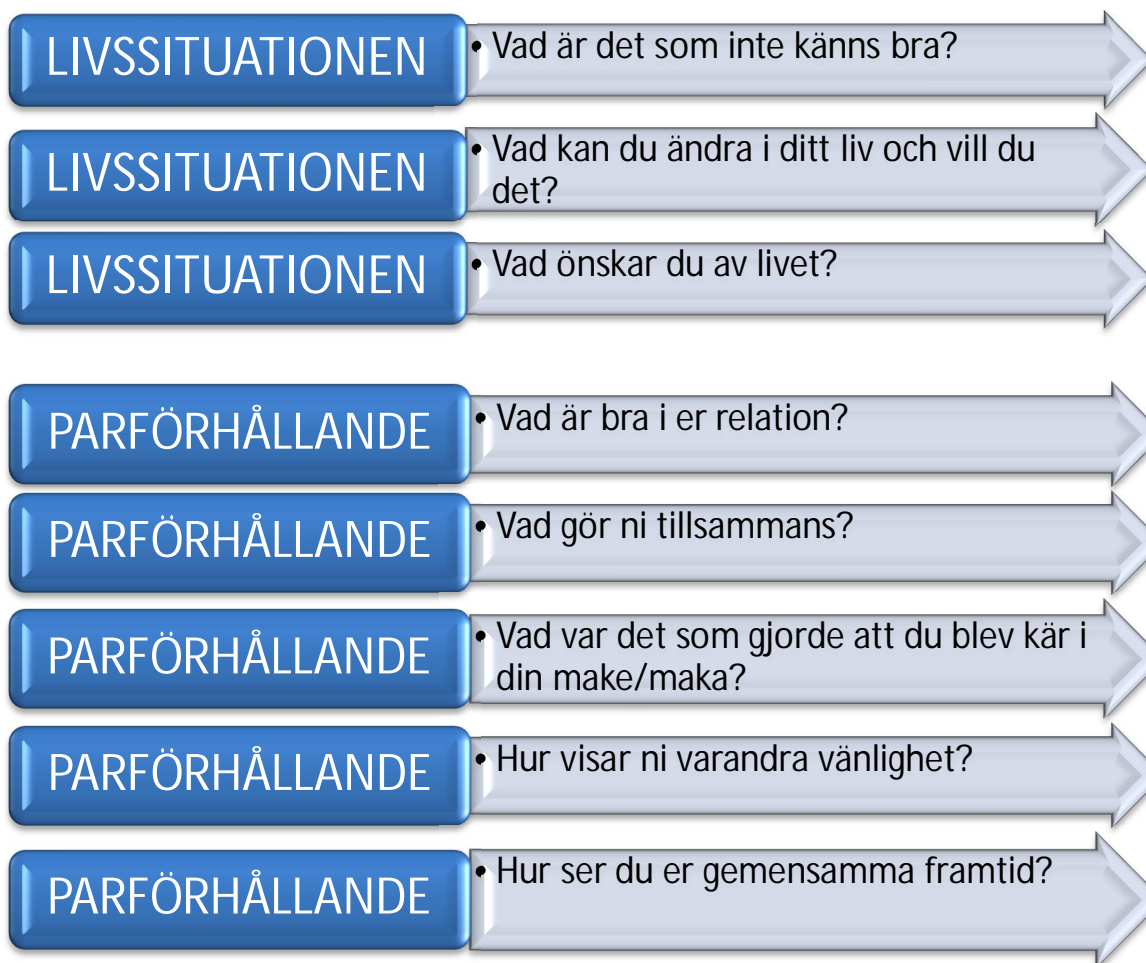 LIVSSITUATIONEN
• Vad är det som inte känns bra?
LIVSSITUATIONEN
• Vad kan du ändra i ditt liv och vill du
det?
LIVSSITUATIONEN
• Vad önskar du av livet?
PARFÖRHÅLLANDE
• Vad är bra i er relation?
PARFÖRHÅLLANDE
• Vad gör ni tillsammans?
PARFÖRHÅLLANDE
• Vad var det som gjorde att du blev kär i
din make/maka?
PARFÖRHÅLLANDE
• Hur visar ni varandra vänlighet?
PARFÖRHÅLLANDE
• Hur ser du er gemensamma framtid?